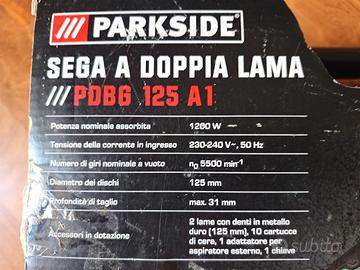 /// PARKSIDE®
SEGA A DOPPIA LAMA
/// PDBG 125 A1
Potenza nominale assorbita 1260 W
Tensione della corrente in ingresso 230-240 V~, 50 Hz
Numero di giri nominale a vuoto n₀ 5500 min⁻¹
Diametro dei dischi 125 mm
Profondità di taglio max. 31 mm
2 lame con denti in metallo
duro (125 mm), 10 cartucce
Accessori in dotazione di cera, 1 adattatore per
aspiratore esterno, 1 chiave
subito